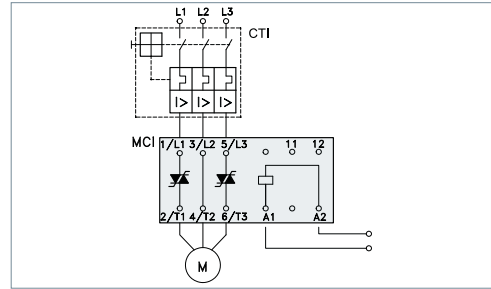 L1 L2 L3
CTI
I> I> I>
MCI
1/L1 3/L2 5/L3 11 12
2/T1 4/T2 6/T3 A1 A2
M